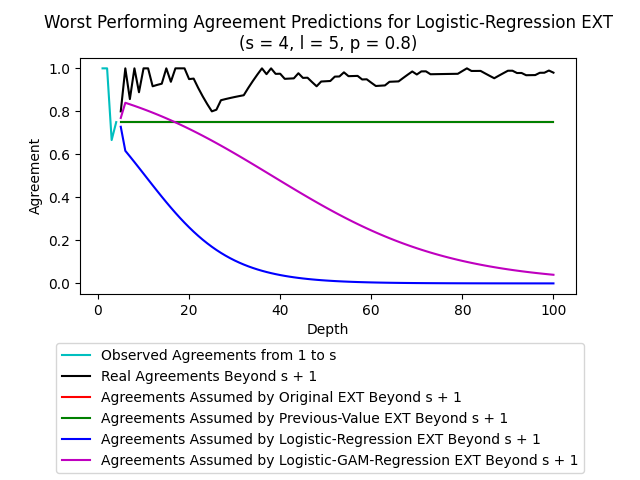 Worst Performing Agreement Predictions for Logistic-Regression EXT
(s = 4, l = 5, p = 0.8)
1.0
0.8
0.6
0.4
0.2
0.0
Agreement
0 20 40 60 80 100
Depth
Observed Agreements from 1 to s
Real Agreements Beyond s + 1
Agreements Assumed by Original EXT Beyond s + 1
Agreements Assumed by Previous-Value EXT Beyond s + 1
Agreements Assumed by Logistic-Regression EXT Beyond s + 1
Agreements Assumed by Logistic-GAM-Regression EXT Beyond s + 1